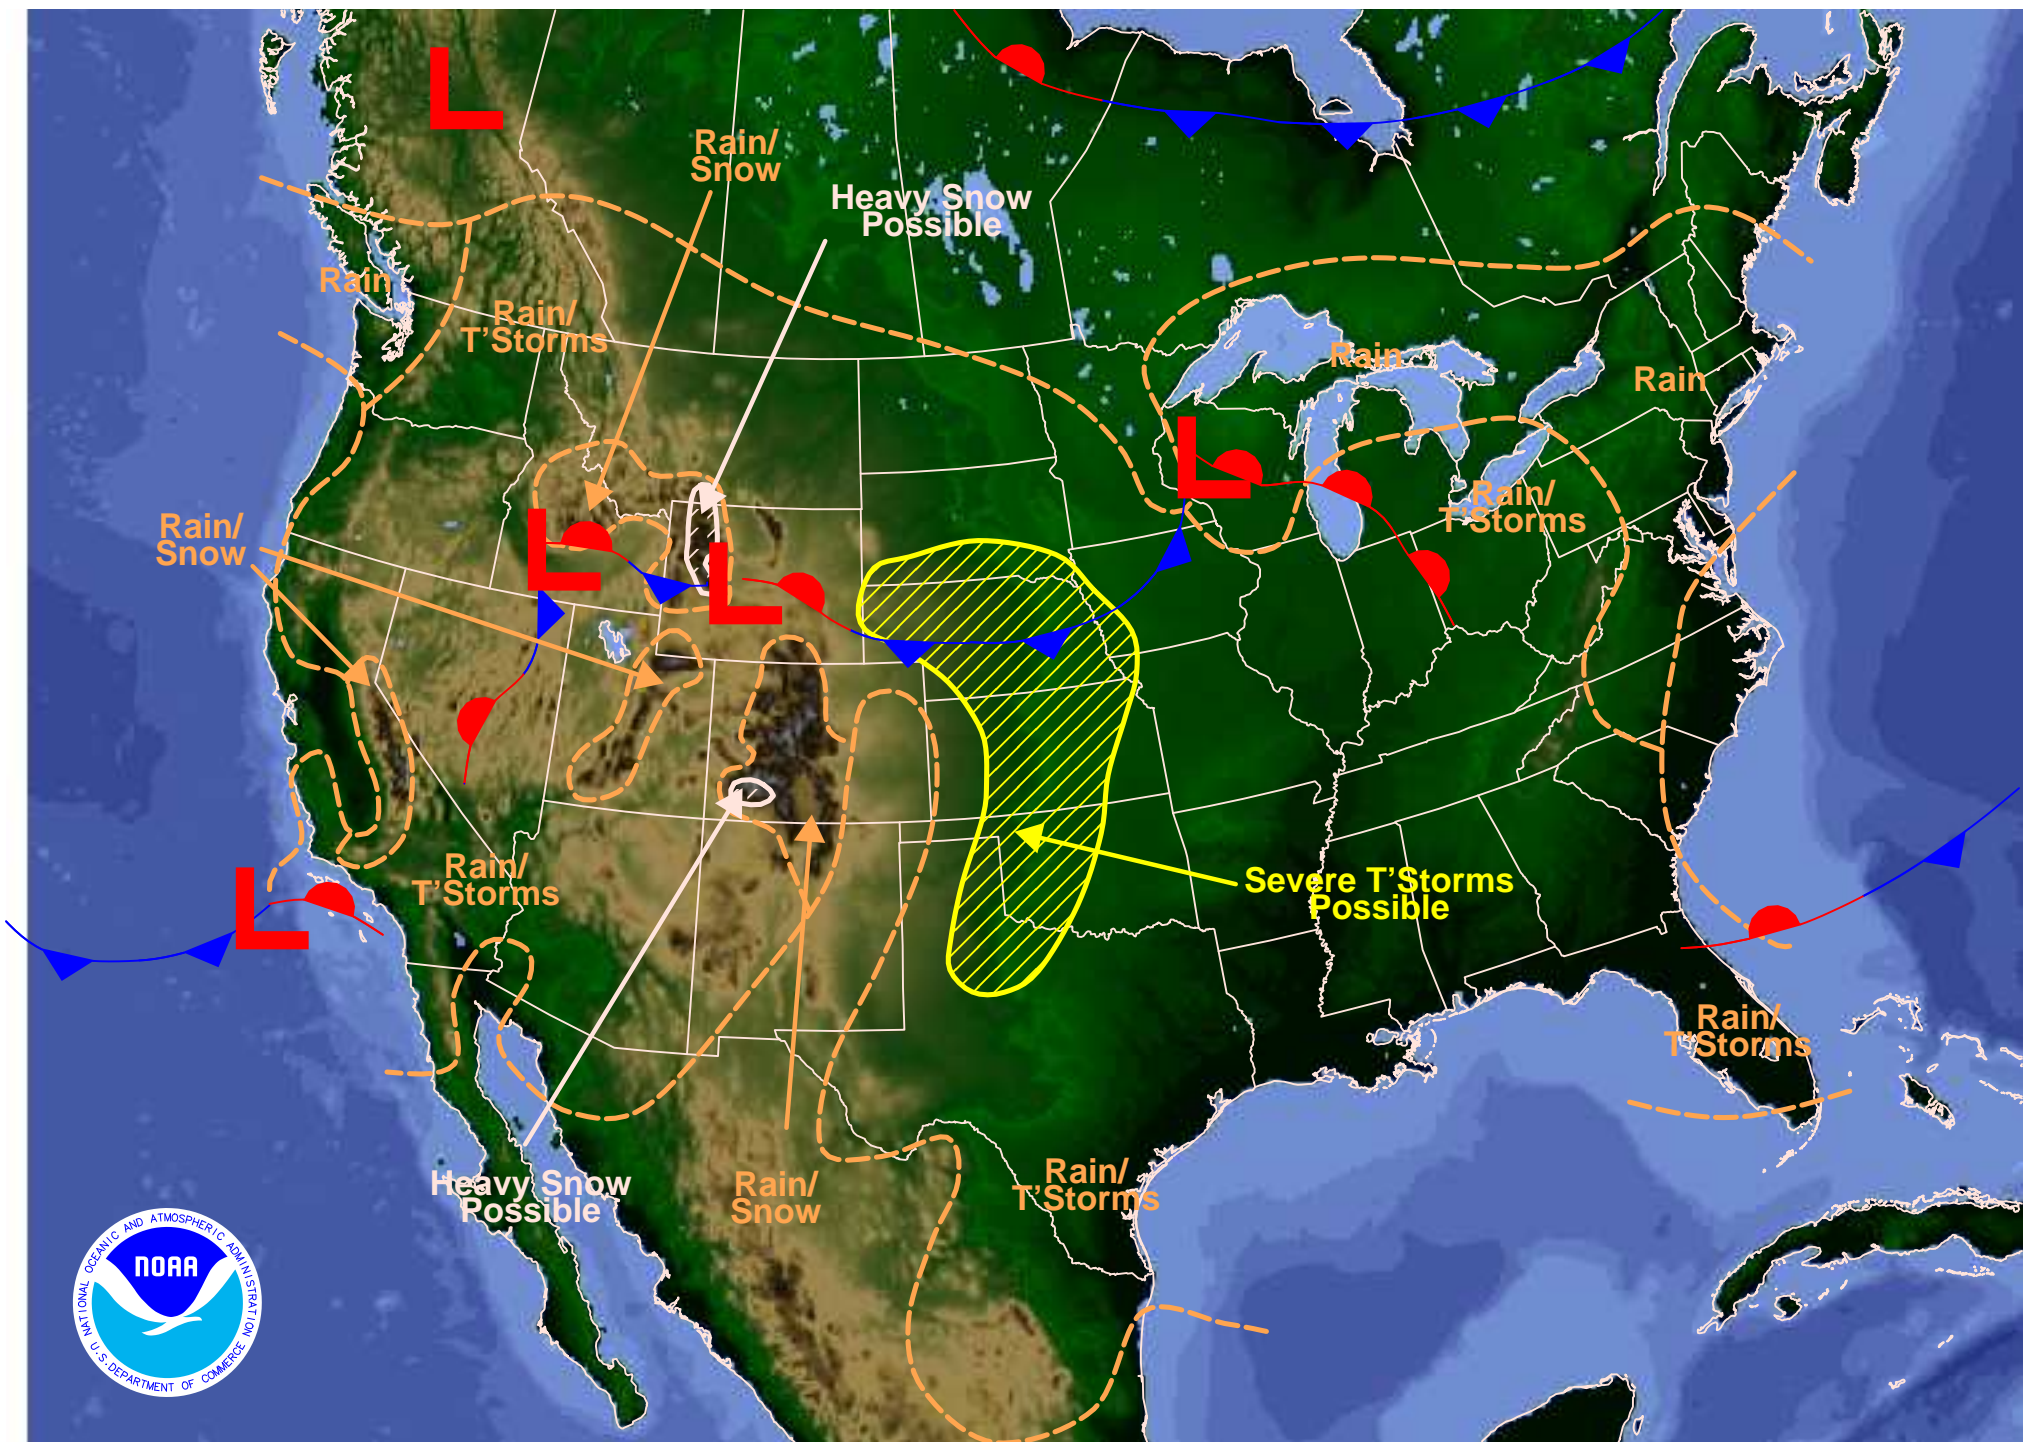 L
Rain/
Snow
Heavy Snow
Possible
Rain
Rain/
T'Storms
Rain
Rain
L
Rain/
T'Storms
Rain/
Snow
L
L
Rain/
T'Storms
L
Severe T'Storms
Possible
Rain/
T'Storms
Heavy Snow
Possible
Rain/
Snow
Rain/
T'Storms
NATIONAL OCEANIC AND ATMOSPHERIC ADMINISTRATION
NOAA
U.S. DEPARTMENT OF COMMERCE